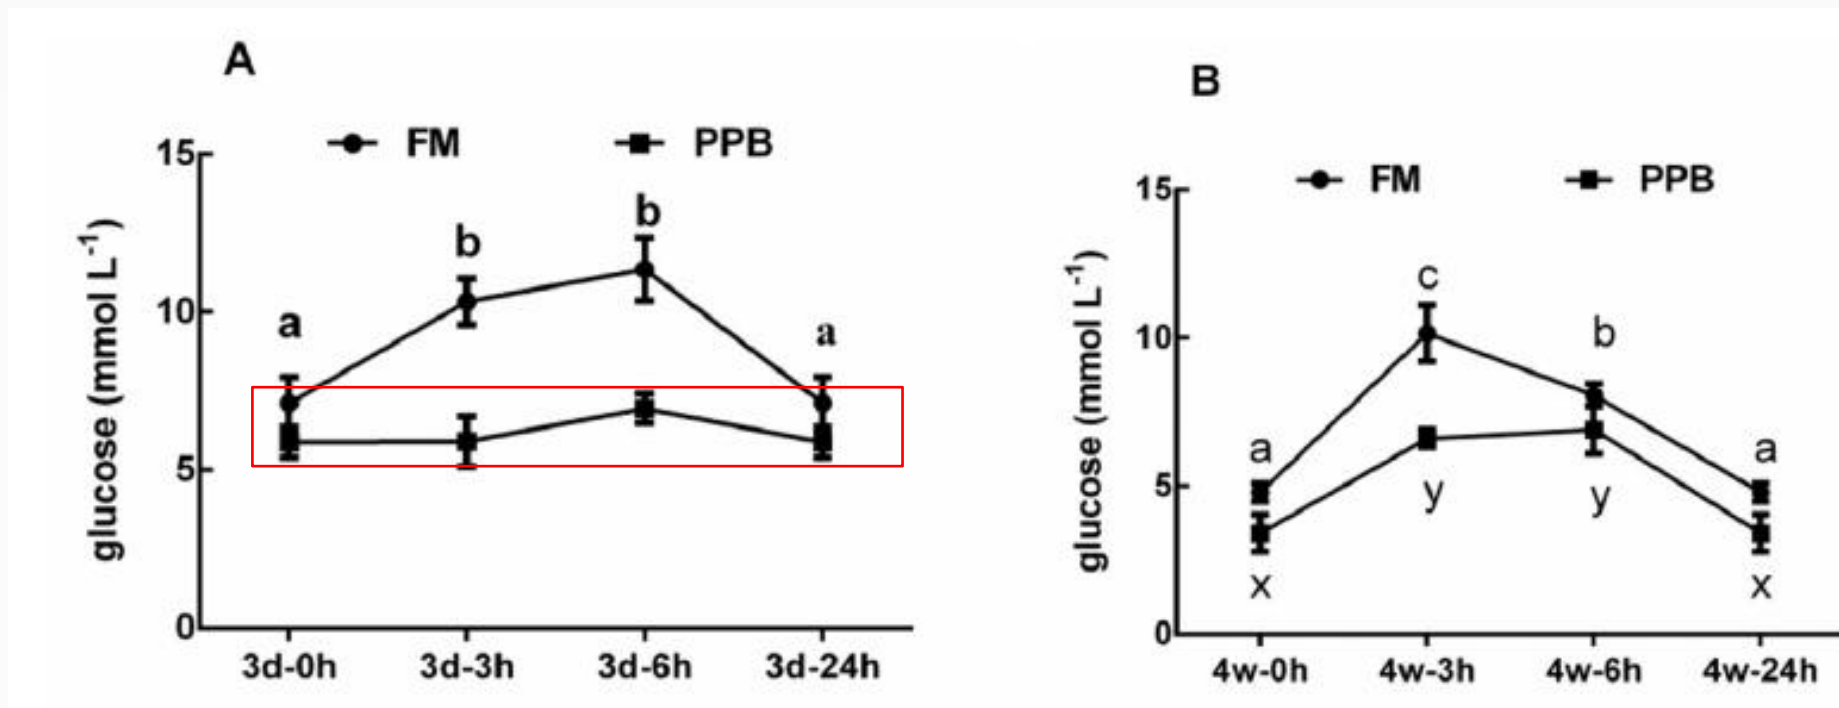 A
FM PPB
15
10
5
0
glucose (mmol L⁻¹)
a b b a
3d-0h 3d-3h 3d-6h 3d-24h
B
FM PPB
15
10
5
0
glucose (mmol L⁻¹)
a c b a
x y y x
4w-0h 4w-3h 4w-6h 4w-24h